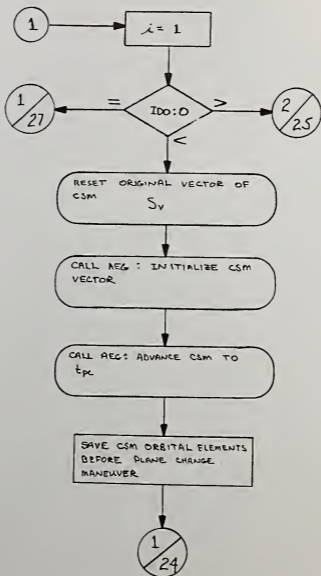 1
i = 1
1/27
=
IDO:0
>
2/25
<
RESET ORIGINAL VECTOR OF
CSM Sv
CALL AEG: INITIALIZE CSM
VECTOR
CALL AEG: ADVANCE CSM TO
tpc
SAVE CSM ORBITAL ELEMENTS
BEFORE PLANE CHANGE
MANEUVER
1/24